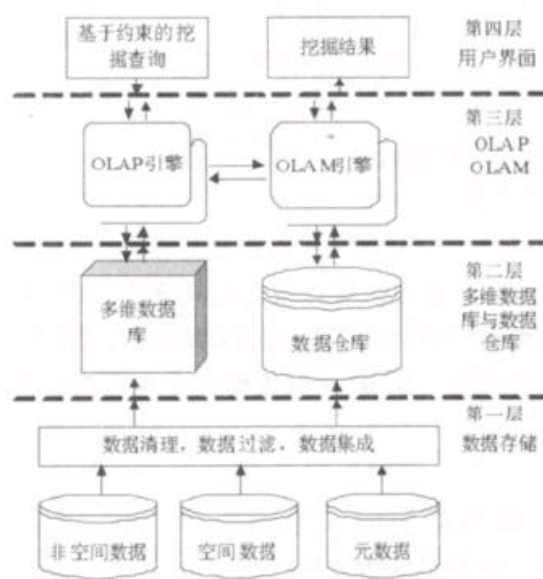 基于约束的挖
掘查询
挖掘结果
第四层
用户界面
第三层
OLAP
OLAM
OLAP引擎
OLAM引擎
第二层
多维数据
库与数据
仓库
多维数据
库
数据仓库
第一层
数据存储
数据清理，数据过滤，数据集成
非空间数据
空间数据
元数据